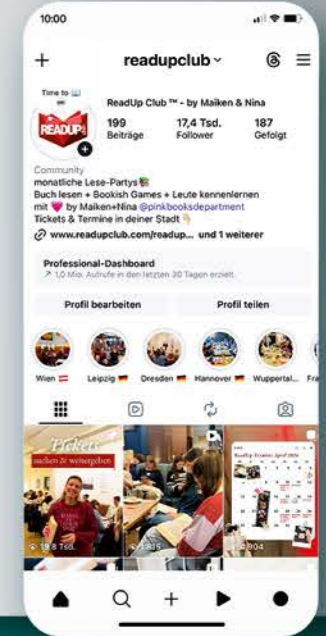 10:00
readupclub
Time to
READUP
ReadUp Club ™ - by Maiken & Nina
199
17,4 Tsd.
187
Beiträge
Follower
Gefolgt
Community
monatliche Lese-Partys📚
Buch lesen + Bookish Games + Leute kennenlernen
mit 💗 by Maiken+Nina @pinkbooksdepartment
Tickets & Termine in deiner Stadt 👇
www.readupclub.com/readup... und 1 weiterer
Professional-Dashboard
1,0 Mio. Aufrufe in den letzten 30 Tagen erzielt.
Profil bearbeiten
Profil teilen
Wien 🇦🇹
Leipzig 🇩🇪
Dresden 🇩🇪
Hannover 🇩🇪
Wuppertal...
Fra
Tickets
suchen & weitergeben
ReadUp Termine April 2026
19,8 Tsd.
904